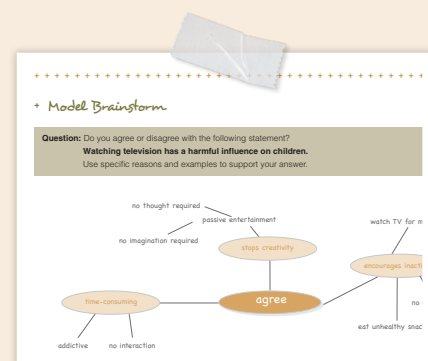 Model Brainstorm
Question: Do you agree or disagree with the following statement?
Watching television has a harmful influence on children.
Use specific reasons and examples to support your answer.
no thought required
passive entertainment
watch TV for
no imagination required
stops creativity
encourages
time-consuming
agree
no
eat unhealthy
addictive
no interaction